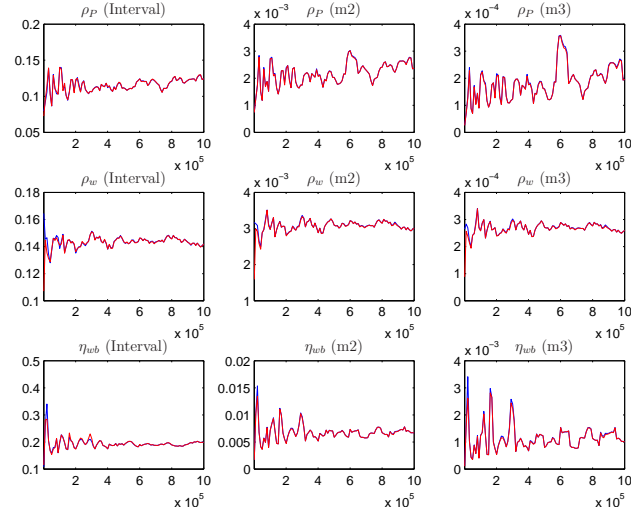 ρ_P (Interval)
0.2
0.15
0.1
0.05
2 4 6 8 10
x 10^5
x 10^−3 ρ_P (m2)
4
3
2
1
0
2 4 6 8 10
x 10^5
x 10^−4 ρ_P (m3)
4
3
2
1
0
2 4 6 8 10
x 10^5
ρ_w (Interval)
0.18
0.16
0.14
0.12
0.1
2 4 6 8 10
x 10^5
x 10^−3 ρ_w (m2)
4
3
2
1
2 4 6 8 10
x 10^5
x 10^−4 ρ_w (m3)
4
3
2
1
0
2 4 6 8 10
x 10^5
η_wb (Interval)
0.5
0.4
0.3
0.2
0.1
2 4 6 8 10
x 10^5
η_wb (m2)
0.02
0.015
0.01
0.005
0
2 4 6 8 10
x 10^5
x 10^−3 η_wb (m3)
4
3
2
1
0
2 4 6 8 10
x 10^5